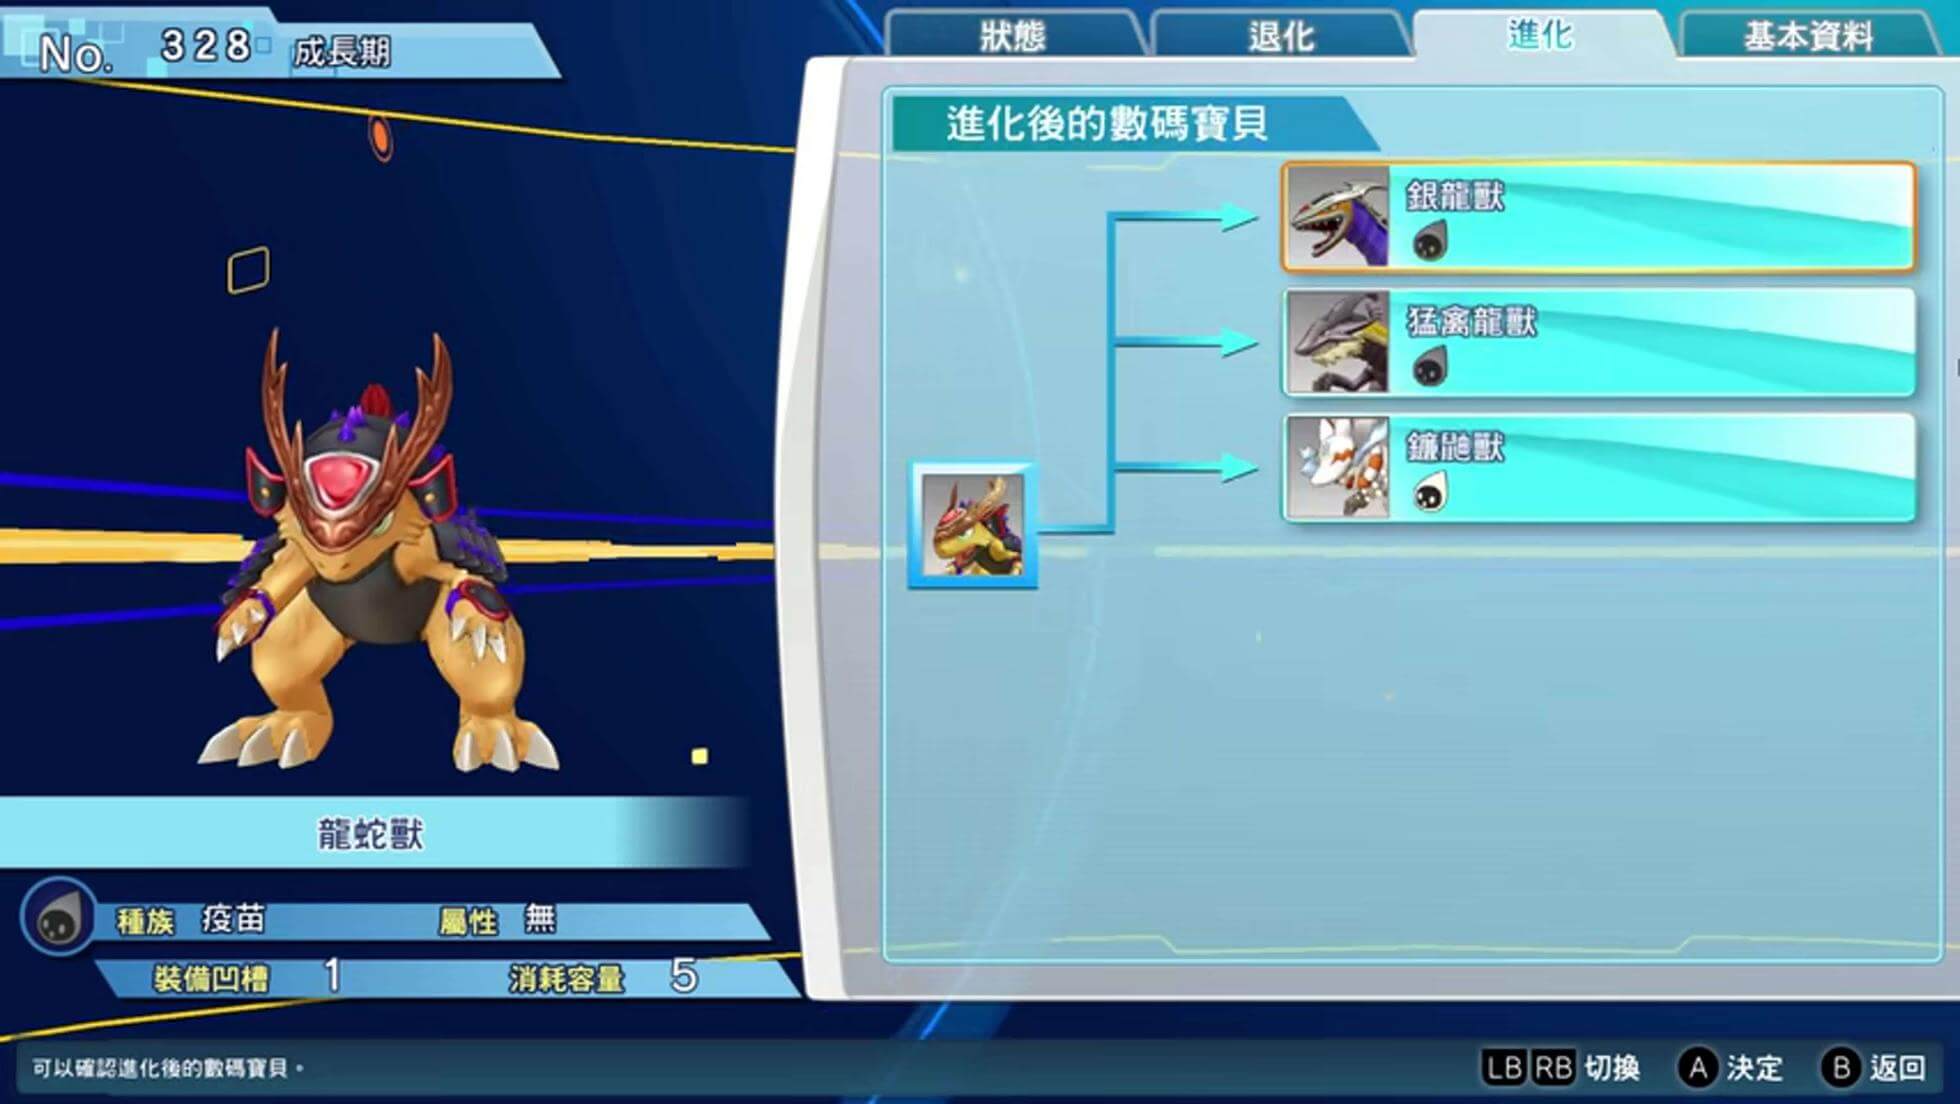 No. 328 成長期
狀態 退化 進化 基本資料
進化後的數碼寶貝
銀龍獸
猛禽龍獸
鐮鼬獸
龍蛇獸
種族 疫苗 屬性 無
裝備凹槽 1 消耗容量 5
可以確認進化後的數碼寶貝。
LB RB 切換 A 決定 B 返回